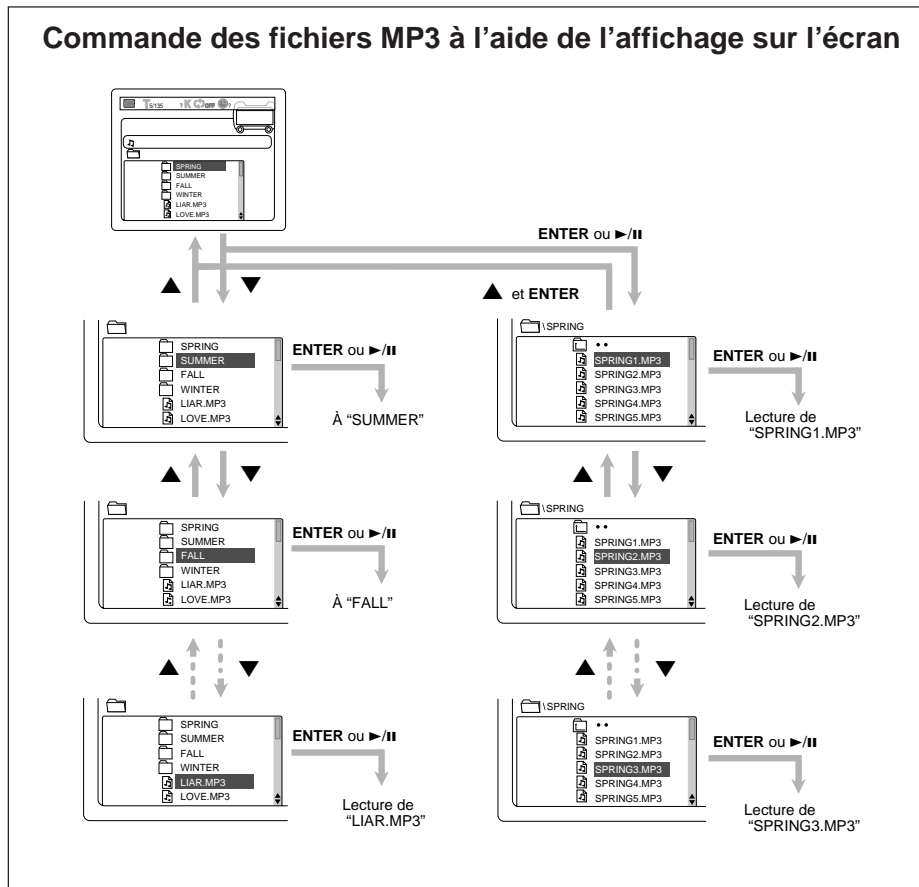 Commande des fichiers MP3 à l'aide de l'affichage sur l'écran
T 5/135 ? K OFF ?
SPRING
SUMMER
FALL
WINTER
LIAR.MP3
LOVE.MP3
ENTER ou ►/II
▲ ▼
▲ et ENTER
SPRING
SUMMER
FALL
WINTER
LIAR.MP3
LOVE.MP3
ENTER ou ►/II
À “SUMMER”
\SPRING
..
SPRING1.MP3
SPRING2.MP3
SPRING3.MP3
SPRING4.MP3
SPRING5.MP3
ENTER ou ►/II
Lecture de
“SPRING1.MP3”
▲ ▼
▲ ▼
SPRING
SUMMER
FALL
WINTER
LIAR.MP3
LOVE.MP3
ENTER ou ►/II
À “FALL”
\SPRING
..
SPRING1.MP3
SPRING2.MP3
SPRING3.MP3
SPRING4.MP3
SPRING5.MP3
ENTER ou ►/II
Lecture de
“SPRING2.MP3”
▲ ▼
▲ ▼
SPRING
SUMMER
FALL
WINTER
LIAR.MP3
LOVE.MP3
ENTER ou ►/II
Lecture de
“LIAR.MP3”
\SPRING
..
SPRING1.MP3
SPRING2.MP3
SPRING3.MP3
SPRING4.MP3
SPRING5.MP3
ENTER ou ►/II
Lecture de
“SPRING3.MP3”